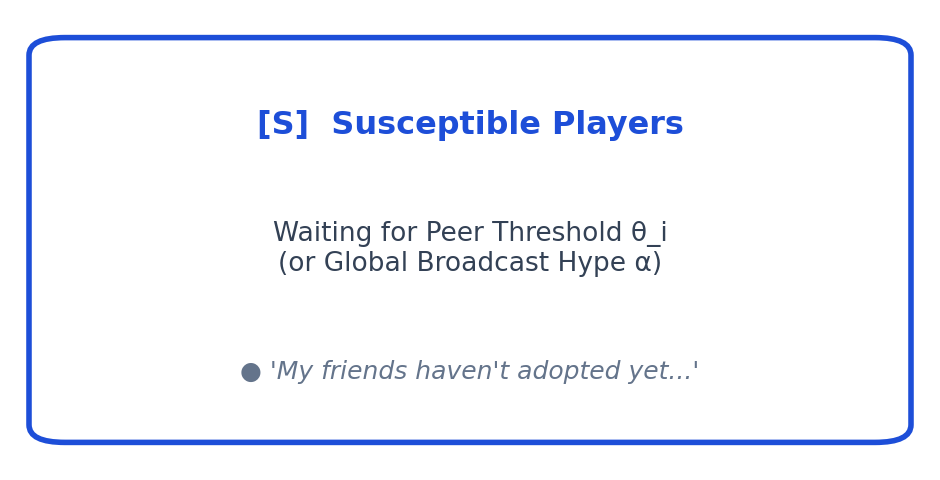 [S]  Susceptible Players
Waiting for Peer Threshold θ_i
(or Global Broadcast Hype α)
● 'My friends haven't adopted yet...'